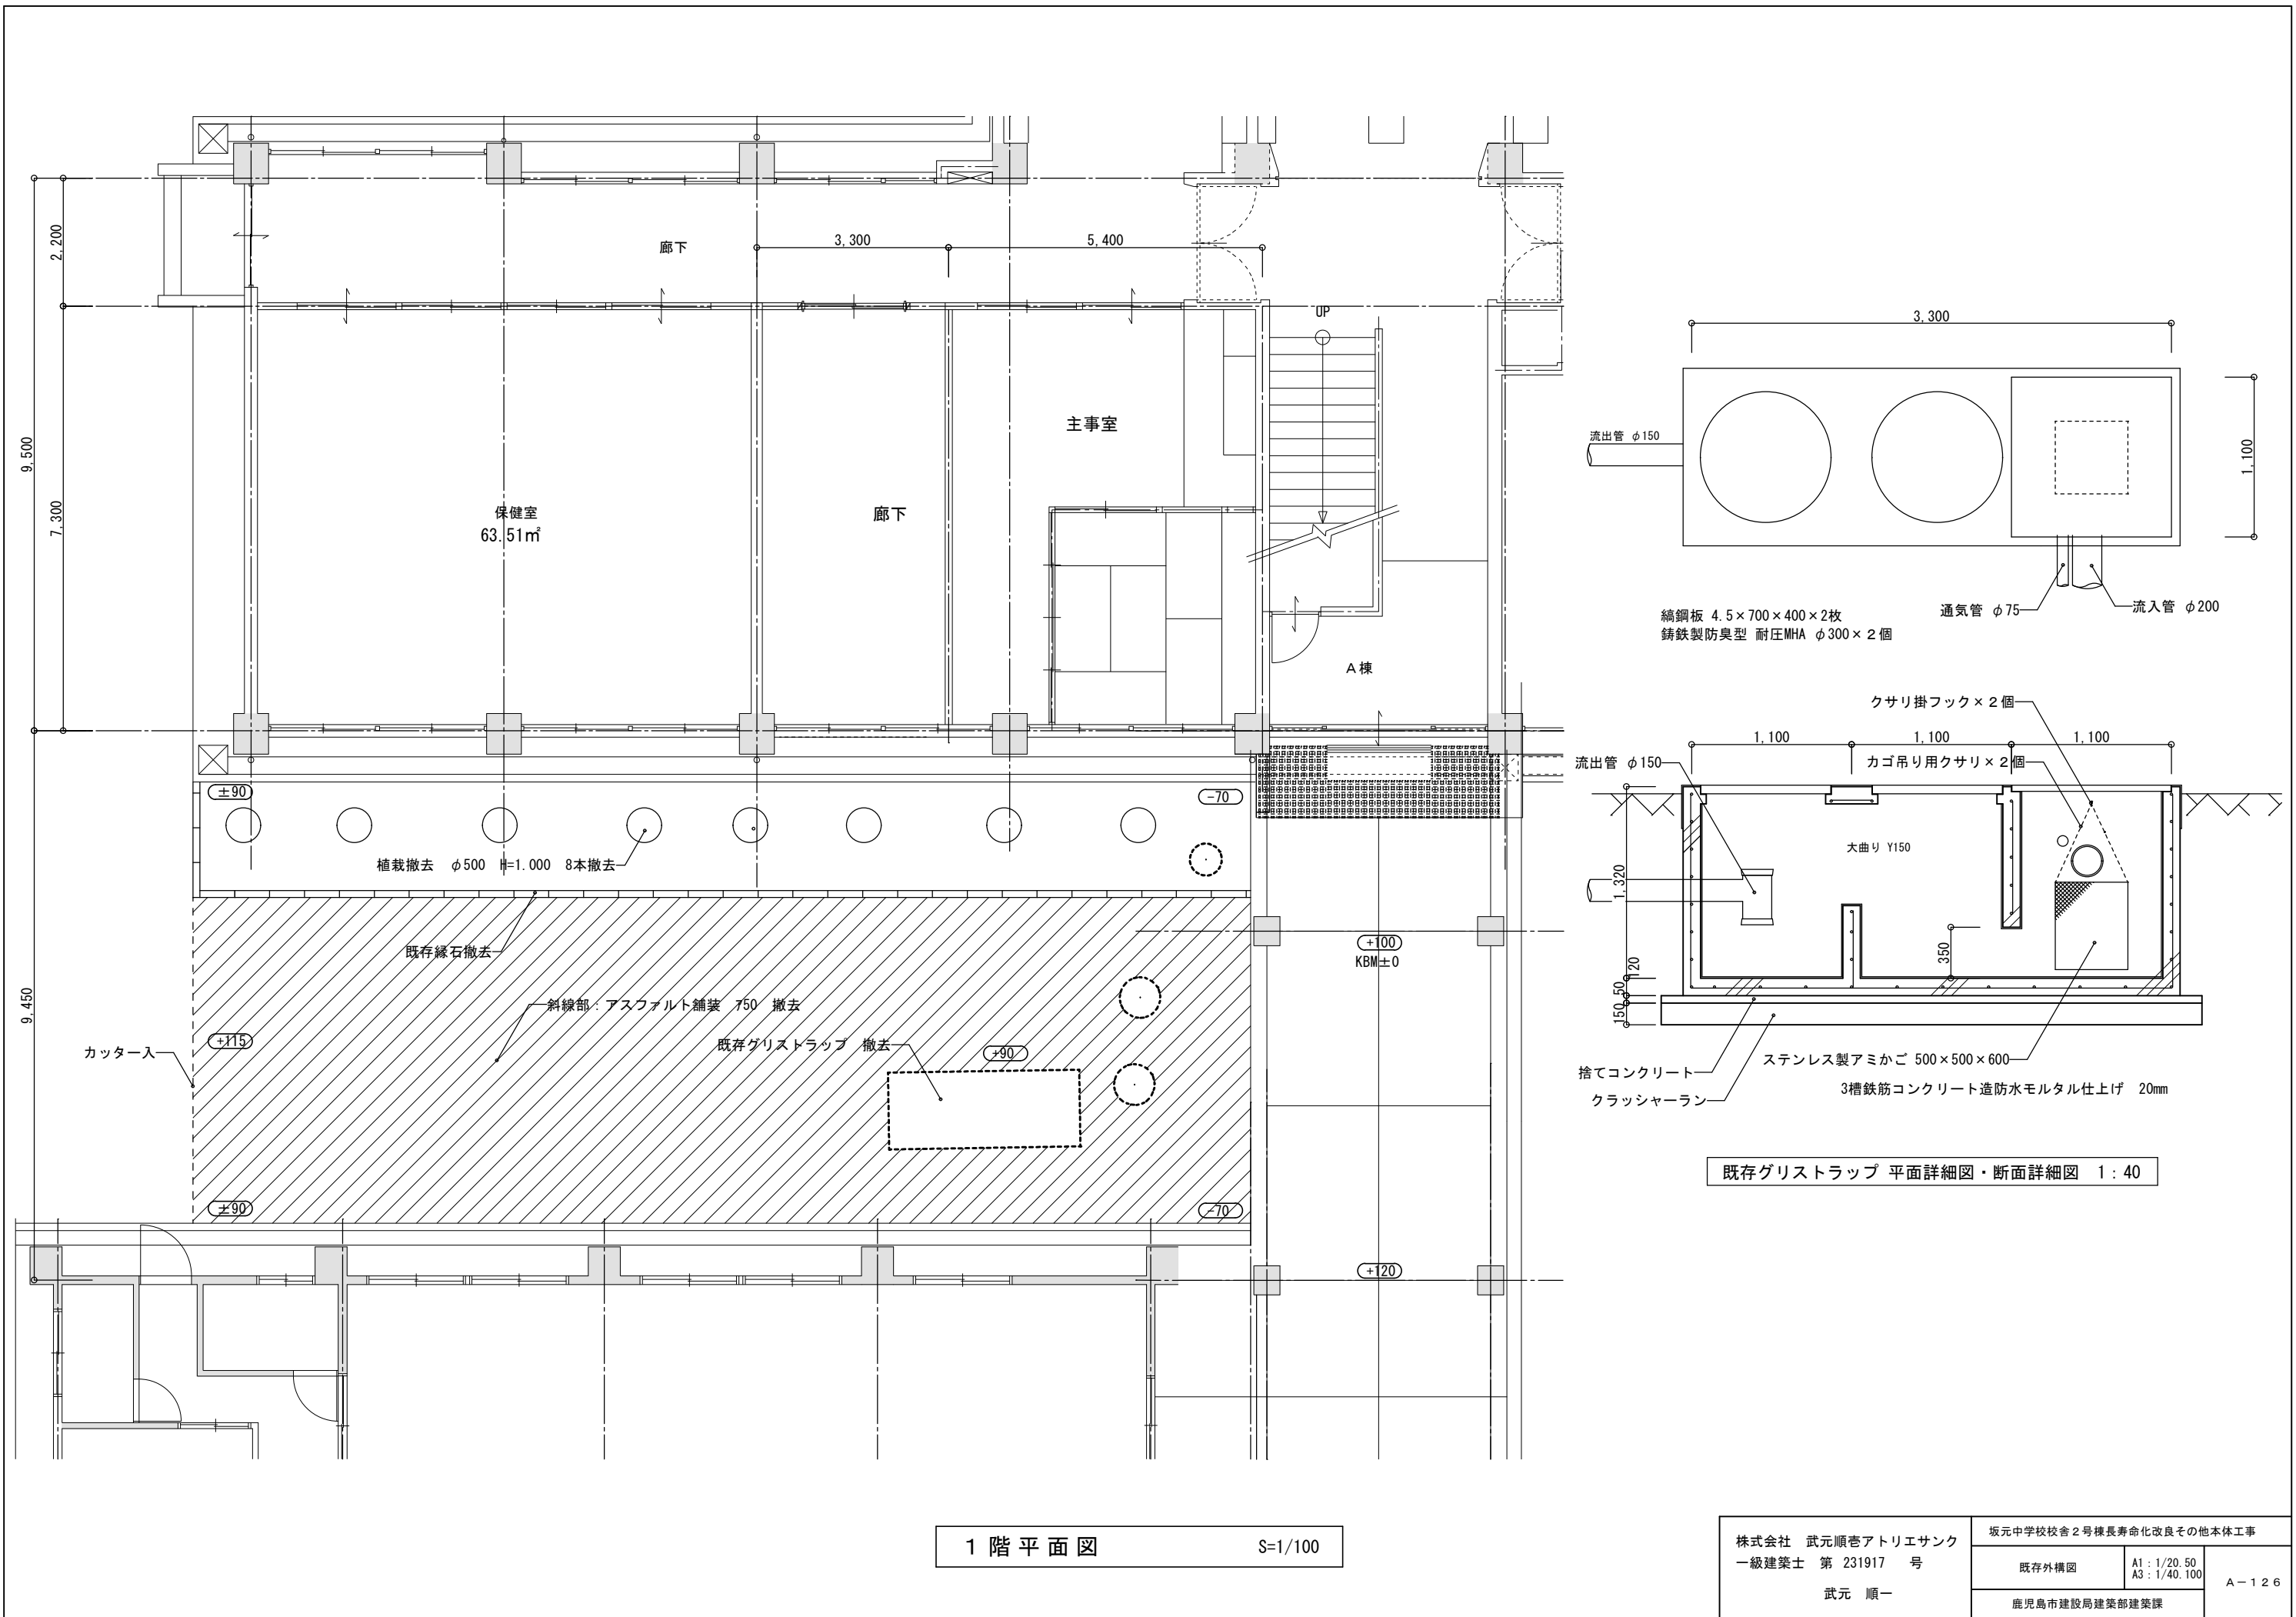 廊下
3,300
5,400
2,200
9,500
7,300
UP
主事室
保健室
63.51㎡
廊下
A棟
±90
-70
植栽撤去 φ500 H=1.000 8本撤去
既存縁石撤去
+100
KBM±0
斜線部：アスファルト舗装 ⑦50 撤去
既存グリストラップ 撤去
+90
+115
カッター入
9,450
±90
-70
+120
3,300
流出管 φ150
1,100
通気管 φ75
流入管 φ200
縞鋼板 4.5×700×400×2枚
鋳鉄製防臭型 耐圧MHA φ300×２個
クサリ掛フック×２個
1,100
1,100
1,100
流出管 φ150
カゴ吊り用クサリ×２個
大曲り Y150
1,320
350
120
50
150
捨てコンクリート
ステンレス製アミかご 500×500×600
クラッシャーラン
3槽鉄筋コンクリート造防水モルタル仕上げ 20mm
既存グリストラップ 平面詳細図・断面詳細図 1：40
１階平面図 S=1/100
株式会社 武元順壱アトリエサンク
一級建築士 第 231917 号
武元 順一
坂元中学校校舎２号棟長寿命化改良その他本体工事
既存外構図
A1：1/20.50
A3：1/40.100
A－１２６
鹿児島市建設局建築部建築課